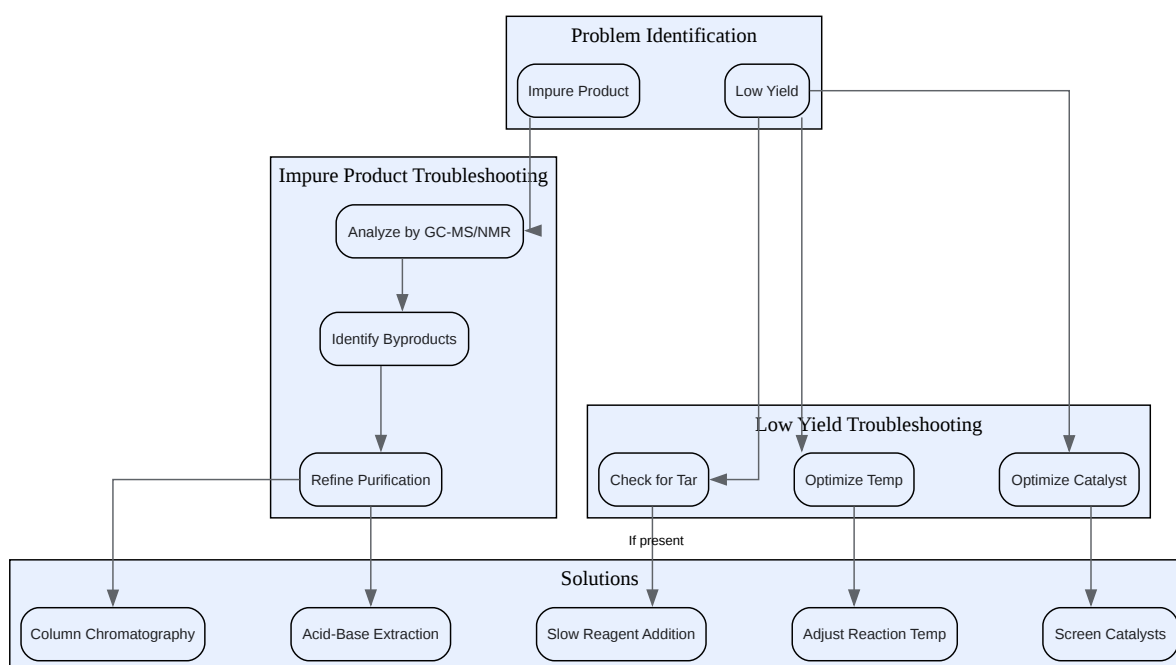 Problem Identification
Impure Product
Low Yield
Impure Product Troubleshooting
Analyze by GC-MS/NMR
Identify Byproducts
Low Yield Troubleshooting
Refine Purification
Check for Tar
Optimize Temp
Optimize Catalyst
If present
Solutions
Column Chromatography
Acid-Base Extraction
Slow Reagent Addition
Adjust Reaction Temp
Screen Catalysts